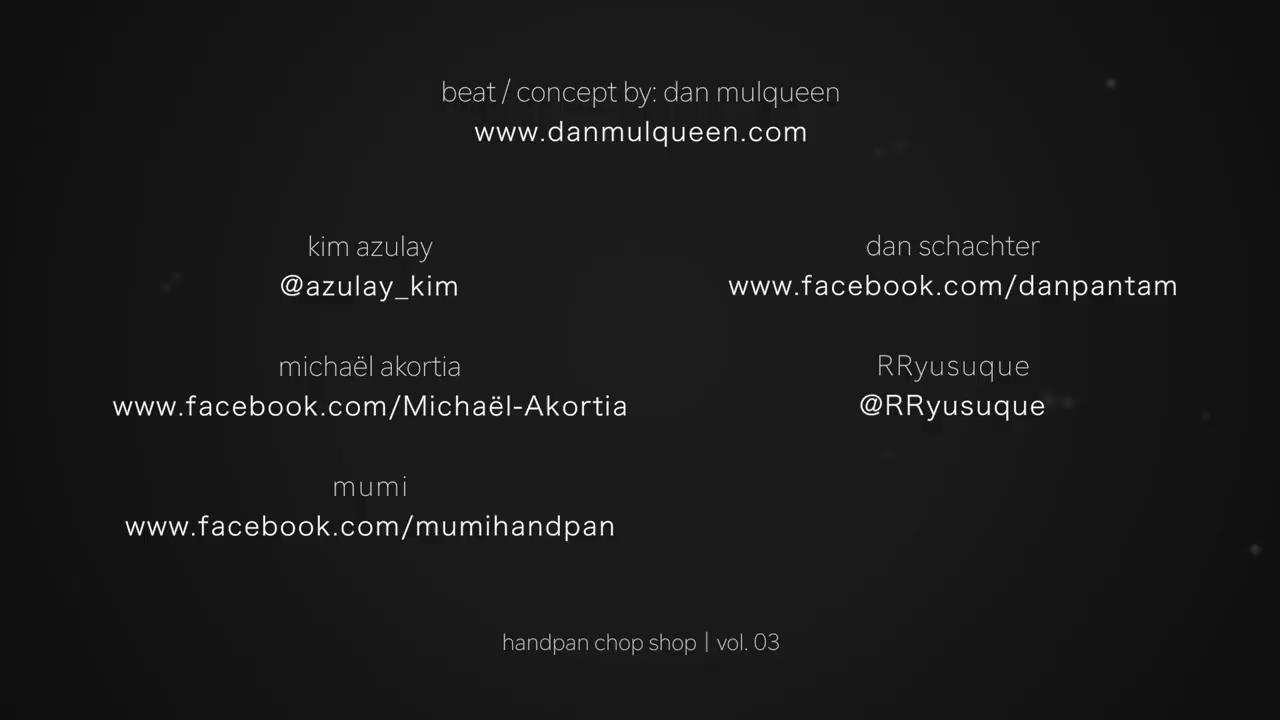 beat / concept by: dan mulqueen
www.danmulqueen.com
kim azulay
@azulay_kim
dan schachter
www.facebook.com/danpantam
michaël akortia
www.facebook.com/Michaël-Akortia
RRyusuque
@RRyusuque
mumi
www.facebook.com/mumihandpan
handpan chop shop | vol. 03